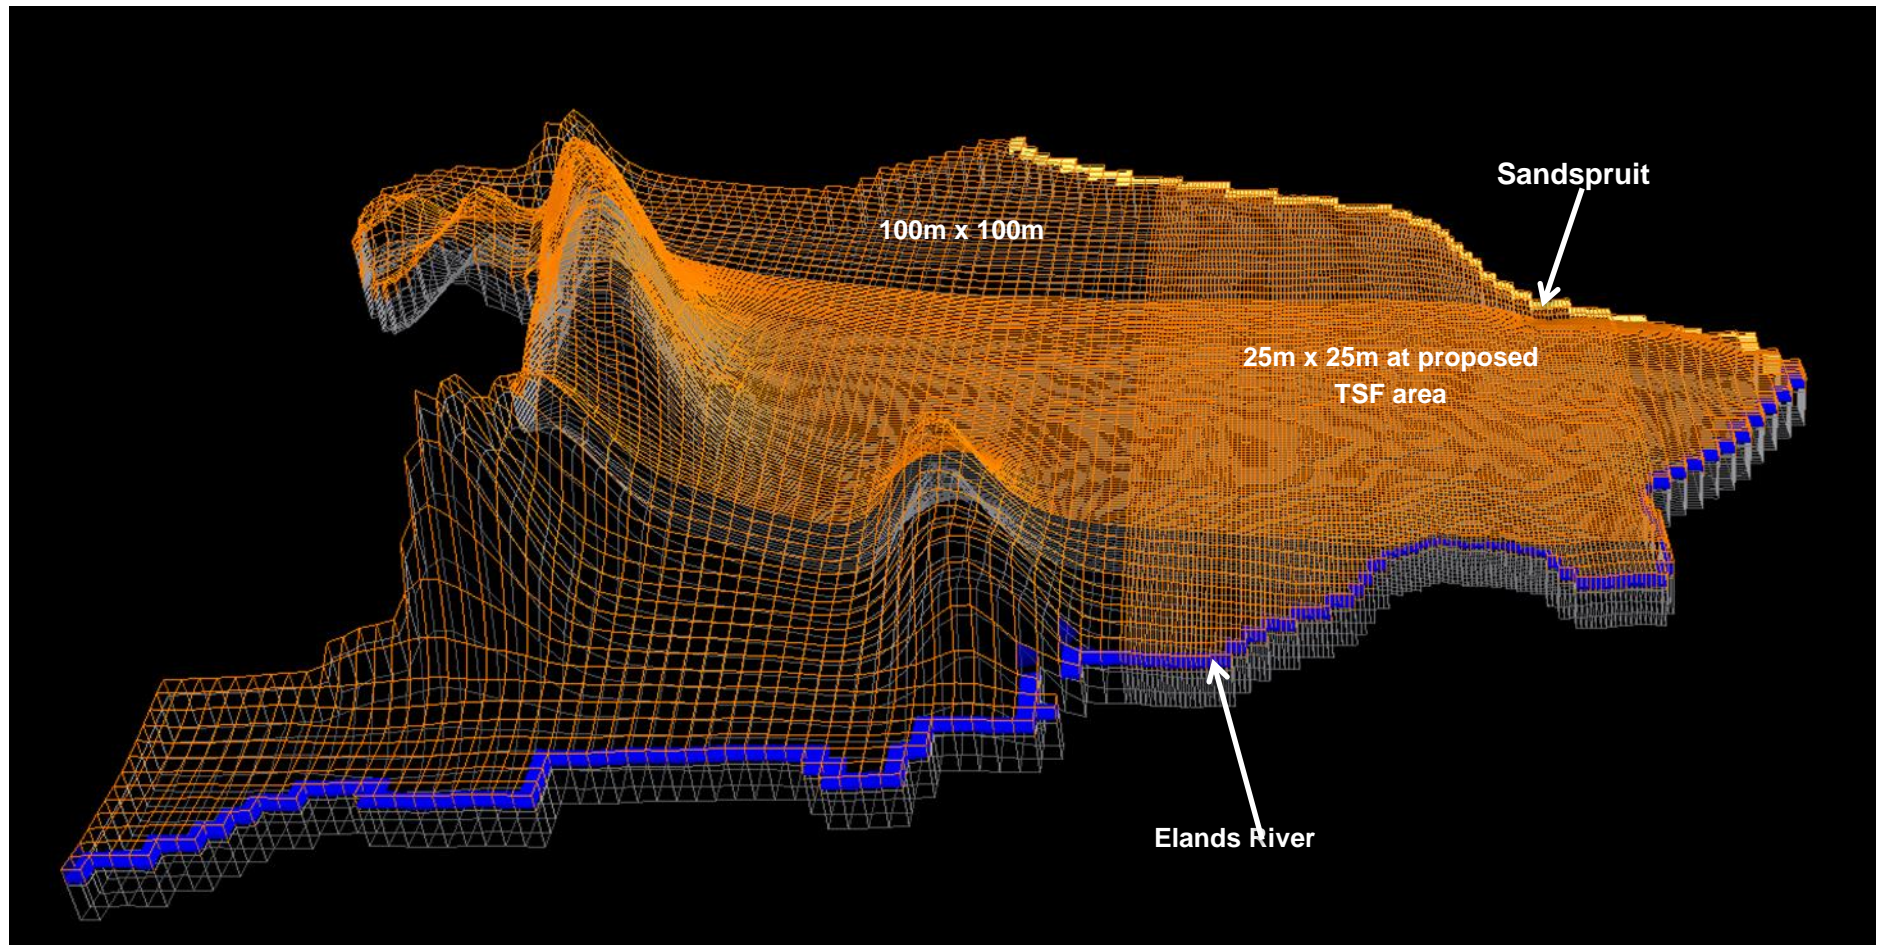 Sandspruit
100m x 100m
25m x 25m at proposed
TSF area
Elands River